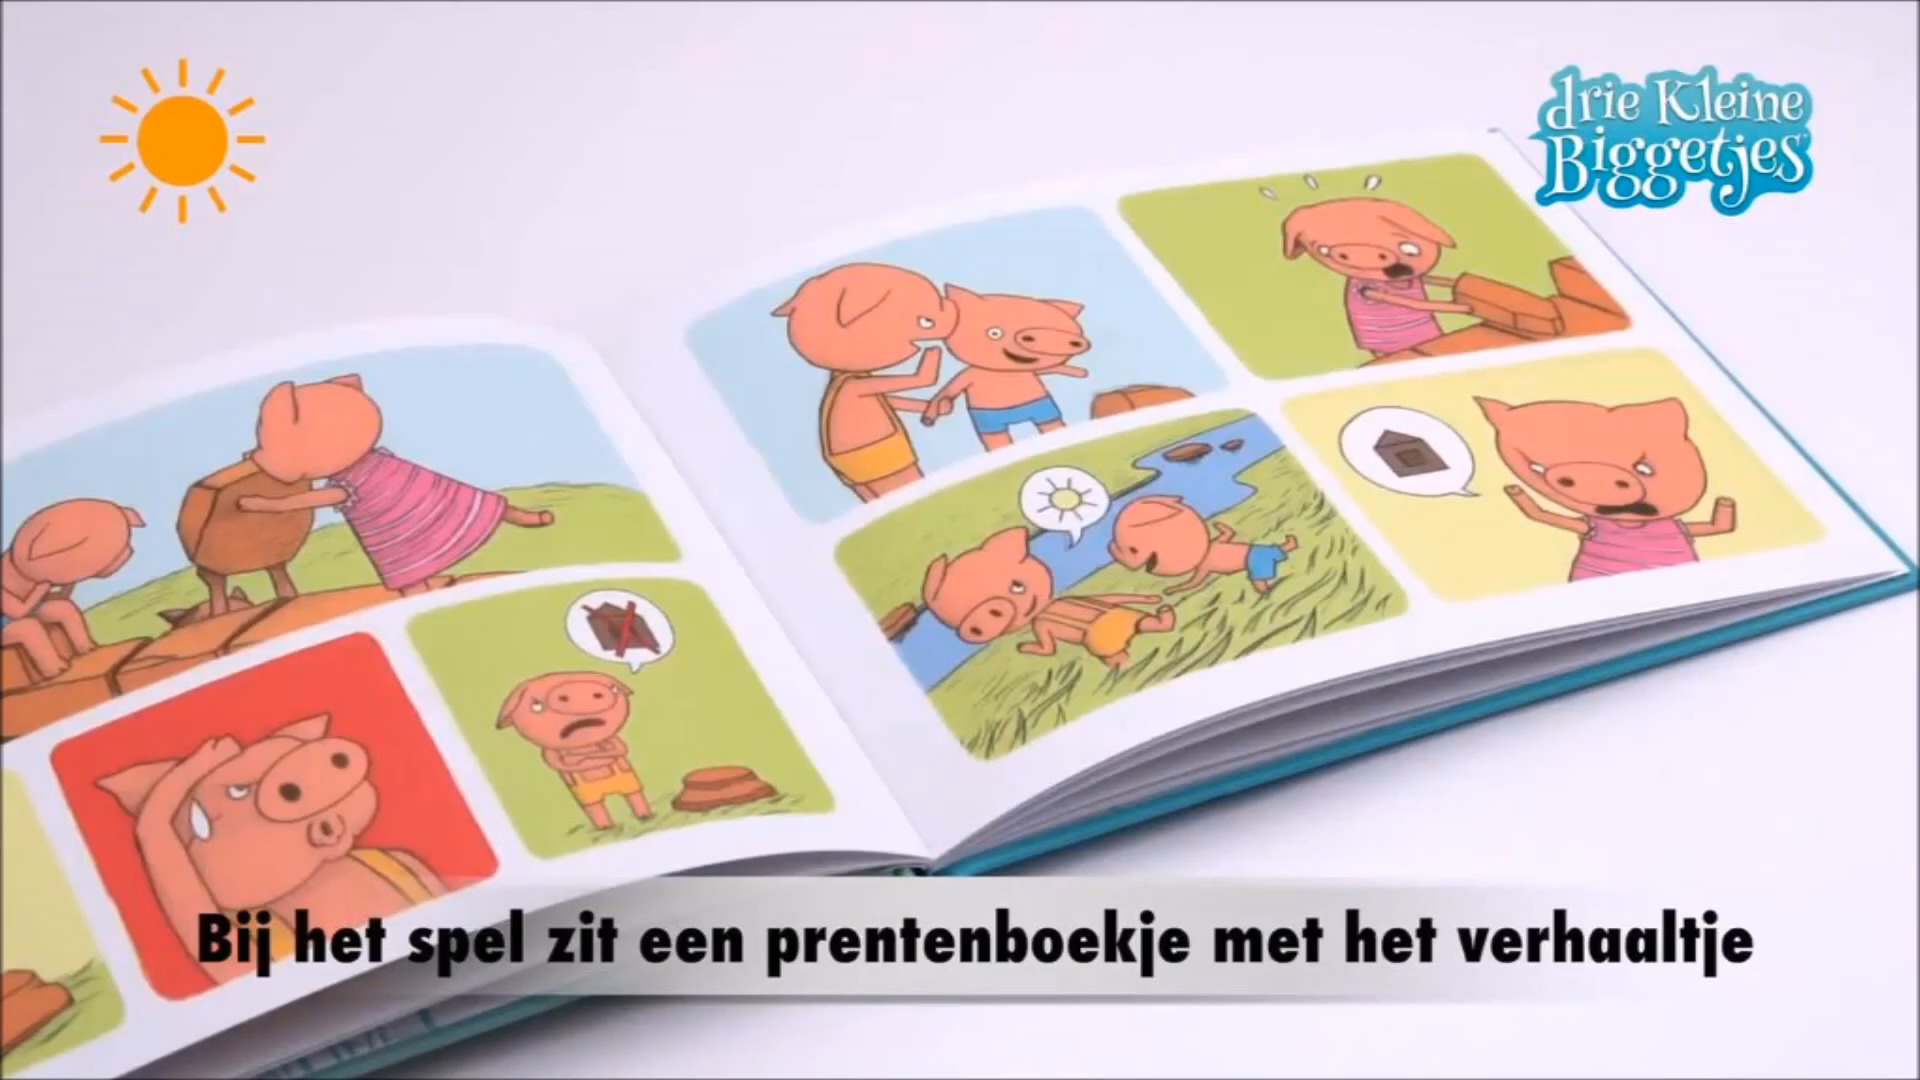 drie Kleine
Biggetjes
Bij het spel zit een prentenboekje met het verhaaltje